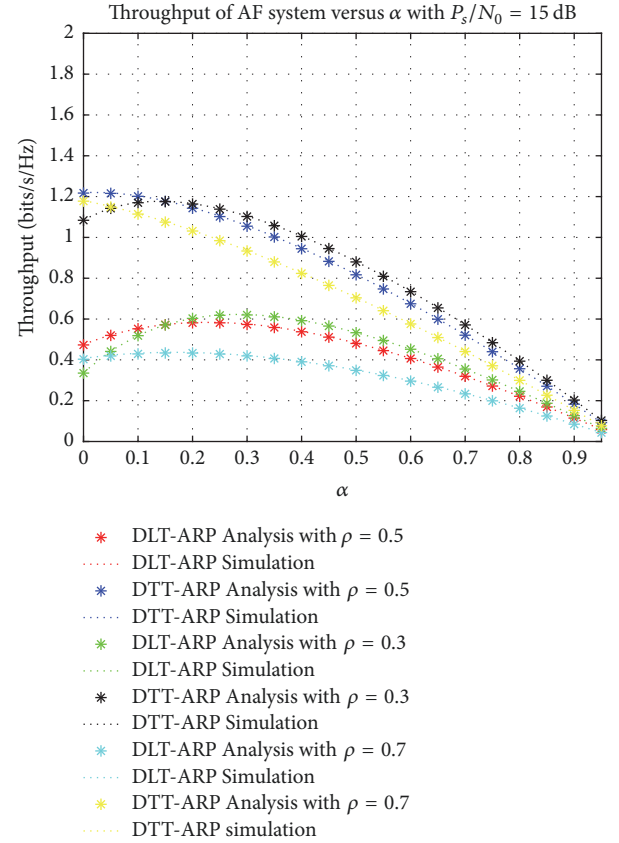 Throughput of AF system versus α with P_s/N_0 = 15 dB
Throughput (bits/s/Hz)
2
1.8
1.6
1.4
1.2
1
0.8
0.6
0.4
0.2
0
0 0.1 0.2 0.3 0.4 0.5 0.6 0.7 0.8 0.9
α
DLT-ARP Analysis with ρ = 0.5
DLT-ARP Simulation
DTT-ARP Analysis with ρ = 0.5
DTT-ARP Simulation
DLT-ARP Analysis with ρ = 0.3
DLT-ARP Simulation
DTT-ARP Analysis with ρ = 0.3
DTT-ARP Simulation
DLT-ARP Analysis with ρ = 0.7
DLT-ARP Simulation
DTT-ARP Analysis with ρ = 0.7
DTT-ARP simulation